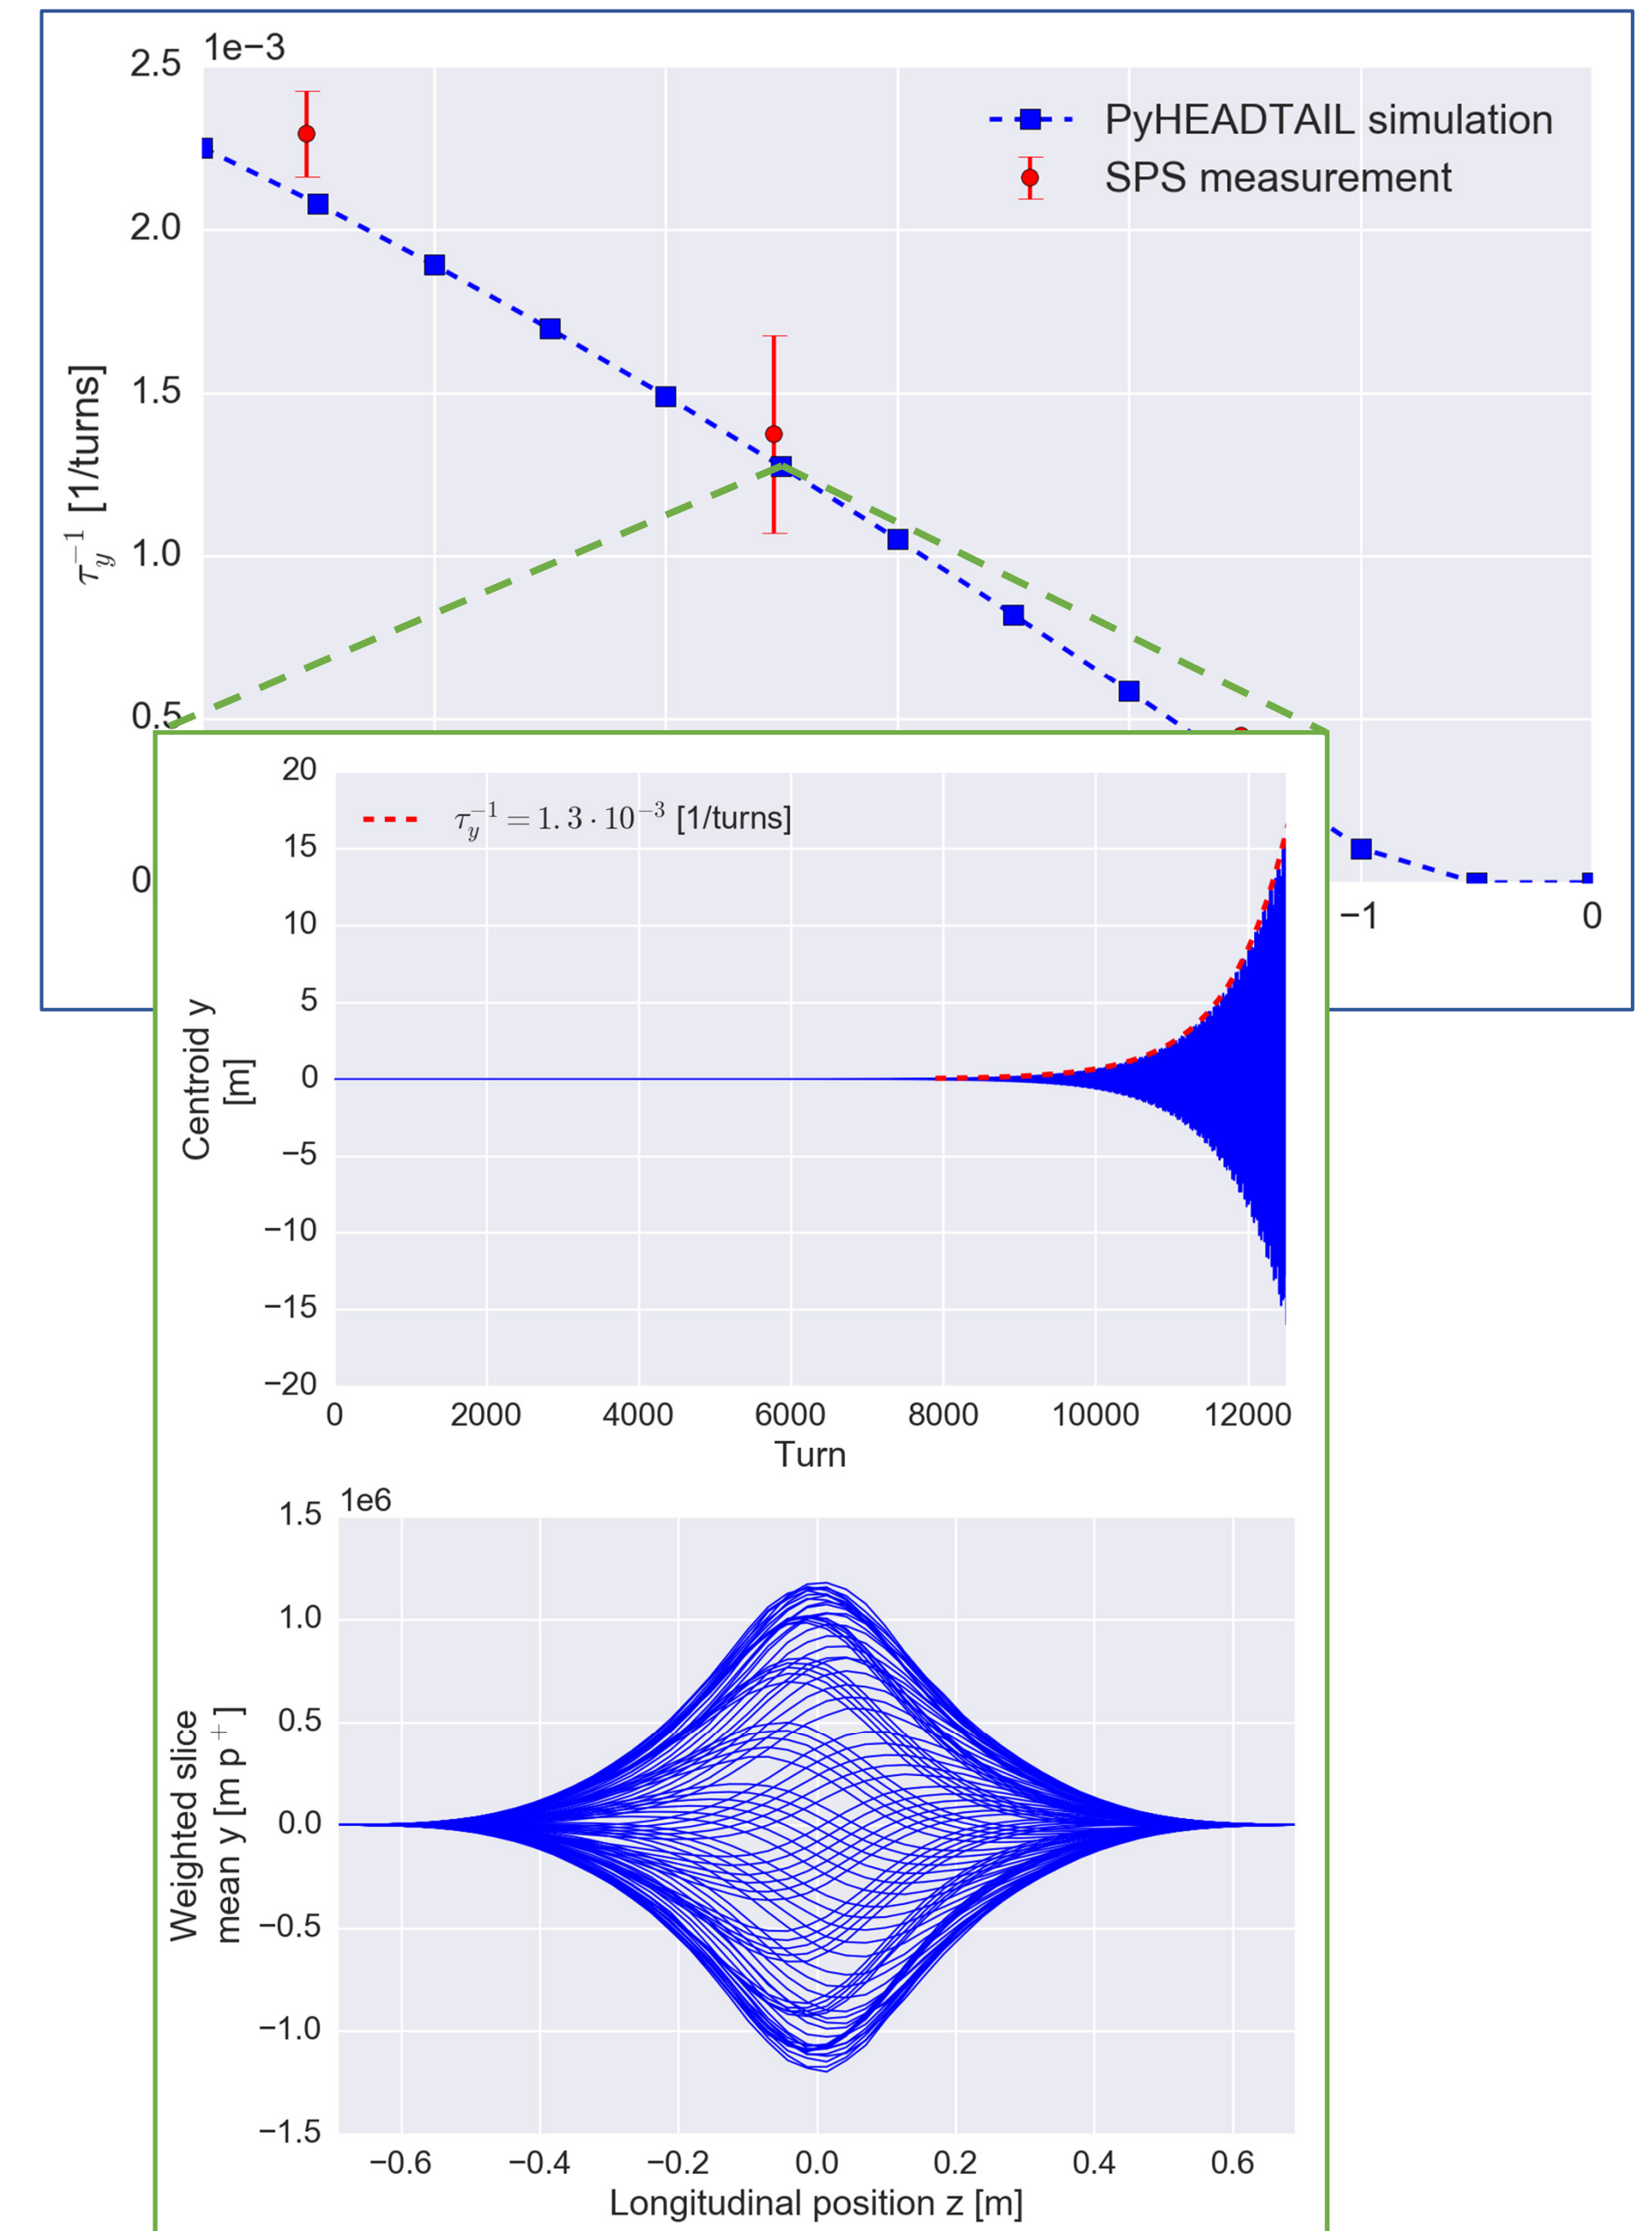 1e−3
2.5
2.0
1.5
1.0
0.5
0
τ_y^{-1} [1/turns]
PyHEADTAIL simulation
SPS measurement
−1
0
20
15
10
5
0
−5
−10
−15
−20
Centroid y
[m]
τ_y^{-1} = 1.3 · 10^{-3} [1/turns]
0 2000 4000 6000 8000 10000 12000
Turn
1e6
1.5
1.0
0.5
0.0
−0.5
−1.0
−1.5
Weighted slice
mean y [m p⁺]
−0.6 −0.4 −0.2 0.0 0.2 0.4 0.6
Longitudinal position z [m]